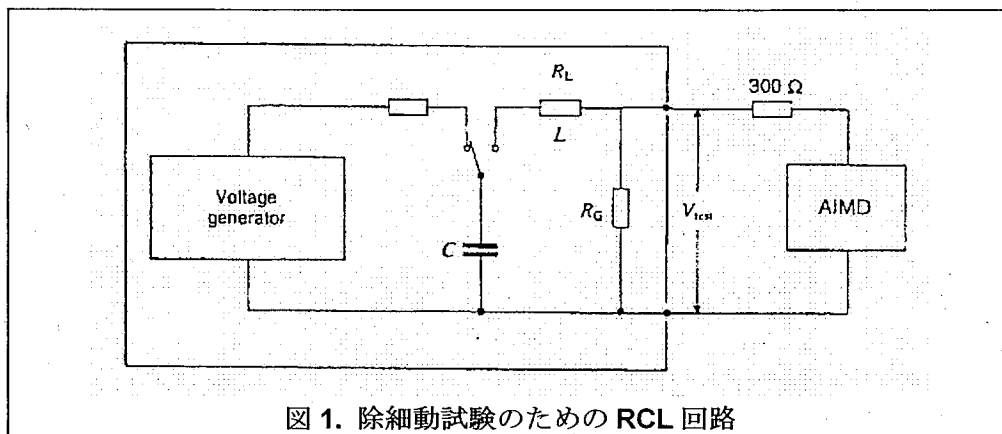 R_L
300 Ω
L
Voltage
generator
R_G
V_test
AIMD
C
図 1. 除細動試験のための RCL 回路